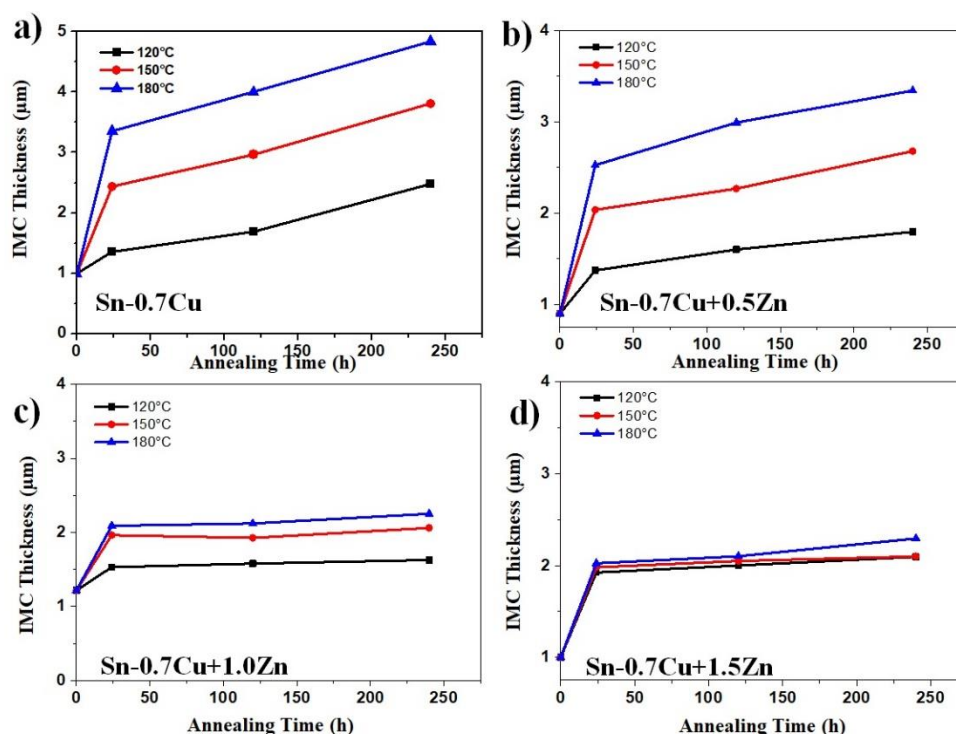 a)
5
4
3
2
1
0
IMC Thickness (μm)
120°C
150°C
180°C
Sn-0.7Cu
0 50 100 150 200 250
Annealing Time (h)
b)
4
3
2
1
IMC Thickness (μm)
120°C
150°C
180°C
Sn-0.7Cu+0.5Zn
0 50 100 150 200 250
Annealing Time (h)
c)
4
3
2
1
0
IMC Thickness (μm)
120°C
150°C
180°C
Sn-0.7Cu+1.0Zn
0 50 100 150 200 250
Annealing Time (h)
d)
4
3
2
1
IMC Thickness (μm)
120°C
150°C
180°C
Sn-0.7Cu+1.5Zn
0 50 100 150 200 250
Annealing Time (h)